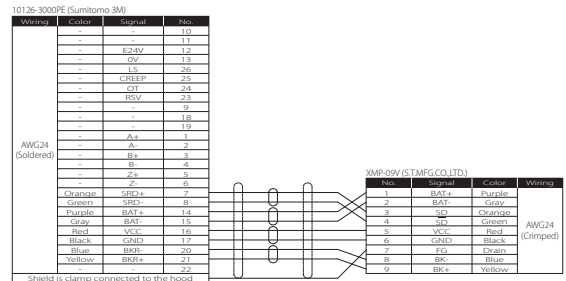 10126-3000PE (Sumitomo 3M)
Wiring Color Signal No.
AWG24
(Soldered)
- - 10
- - 11
- E24V 12
- 0V 13
- LS 26
- CREEP 25
- OT 24
- RSV 23
- - 9
- - 18
- - 19
- A+ 1
- A- 2
- B+ 3
- B- 4
- Z+ 5
- Z- 6
Orange SRD+ 7
Green SRD- 8
Purple BAT+ 14
Gray BAT- 15
Red VCC 16
Black GND 17
Blue BKR- 20
Yellow BKR+ 21
- - 22
Shield is clamp connected to the hood
XMP-09V (S.T.MFG.CO.,LTD.)
No. Signal Color Wiring
1 BAT+ Purple
2 BAT- Gray
3 SD Orange
4 SD Green
5 VCC Red
6 GND Black
7 FG Drain
8 BK- Blue
9 BK+ Yellow
AWG24
(Crimped)